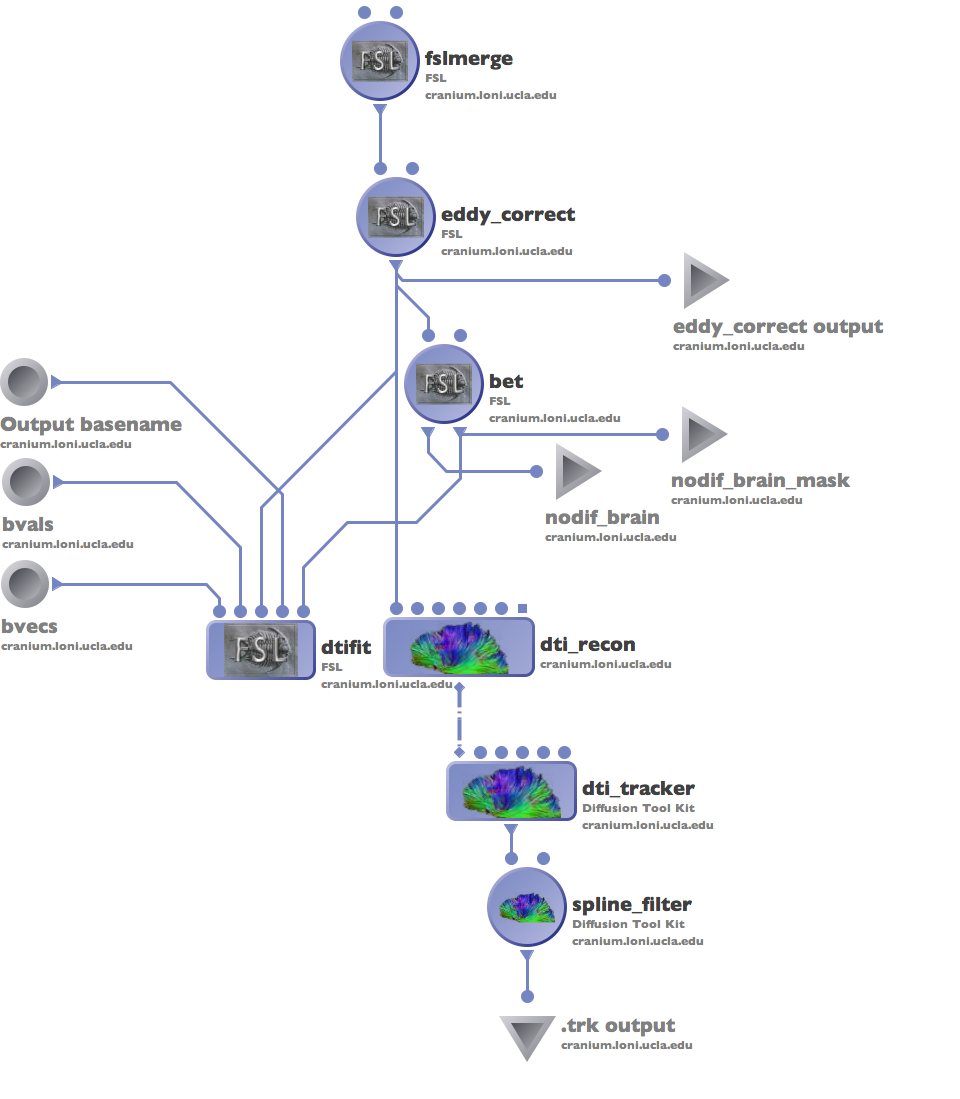 FSL
fslmerge
FSL
cranium.loni.ucla.edu
FSL
eddy_correct
FSL
cranium.loni.ucla.edu
eddy_correct output
cranium.loni.ucla.edu
FSL
bet
FSL
cranium.loni.ucla.edu
Output basename
cranium.loni.ucla.edu
nodif_brain_mask
cranium.loni.ucla.edu
nodif_brain
cranium.loni.ucla.edu
bvals
cranium.loni.ucla.edu
bvecs
cranium.loni.ucla.edu
FSL
dtifit
FSL
cranium.loni.ucla.edu
dti_recon
cranium.loni.ucla.edu
dti_tracker
Diffusion Tool Kit
cranium.loni.ucla.edu
spline_filter
Diffusion Tool Kit
cranium.loni.ucla.edu
.trk output
cranium.loni.ucla.edu